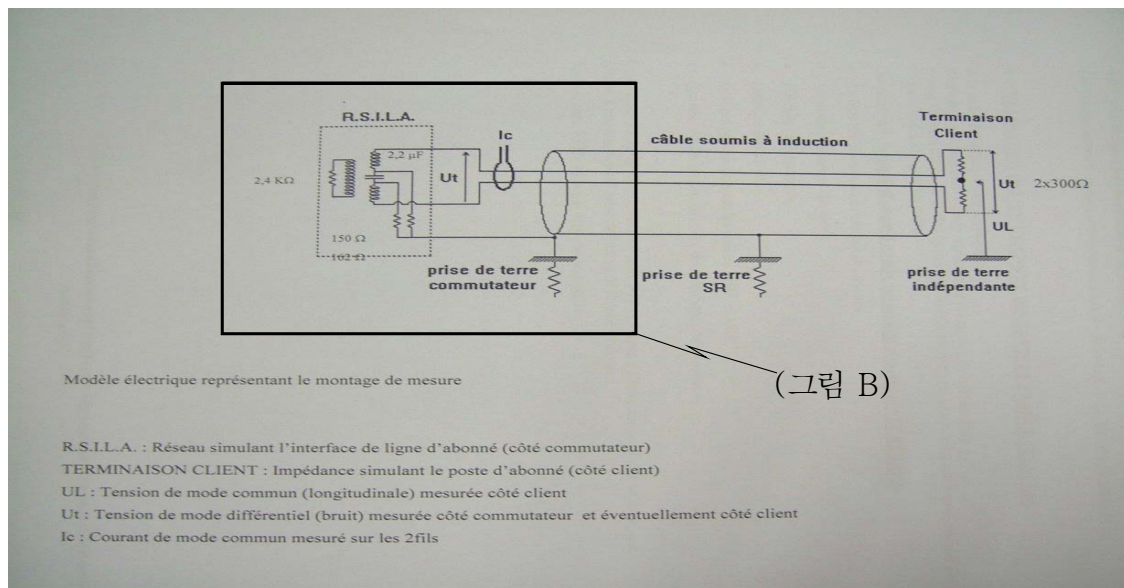 R.S.I.L.A.
2,2 µF
2,4 KΩ
Ut
Ic
150 Ω
162 Ω
prise de terre
commutateur
câble soumis à induction
prise de terre
SR
Terminaison
Client
Ut
2x300Ω
UL
prise de terre
indépendante
(그림 B)
Modèle électrique représentant le montage de mesure
R.S.I.L.A. : Réseau simulant l'interface de ligne d'abonné (côté commutateur)
TERMINAISON CLIENT : Impédance simulant le poste d'abonné (côté client)
UL : Tension de mode commun (longitudinale) mesurée côté client
Ut : Tension de mode différentiel (bruit) mesurée côté commutateur et éventuellement côté client
Ic : Courant de mode commun mesuré sur les 2fils